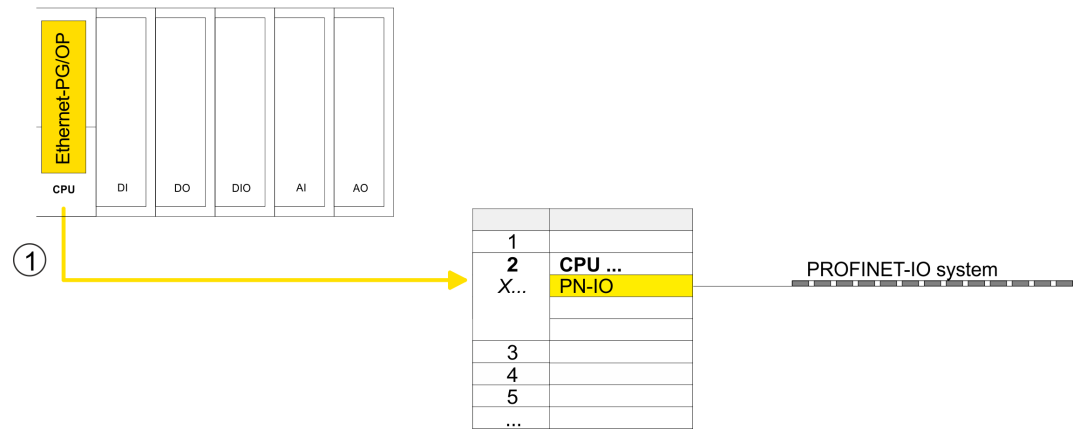 Ethernet-PG/OP
CPU
DI
DO
DIO
AI
AO
1
1
2
CPU ...
X...
PN-IO
3
4
5
...
PROFINET-IO system